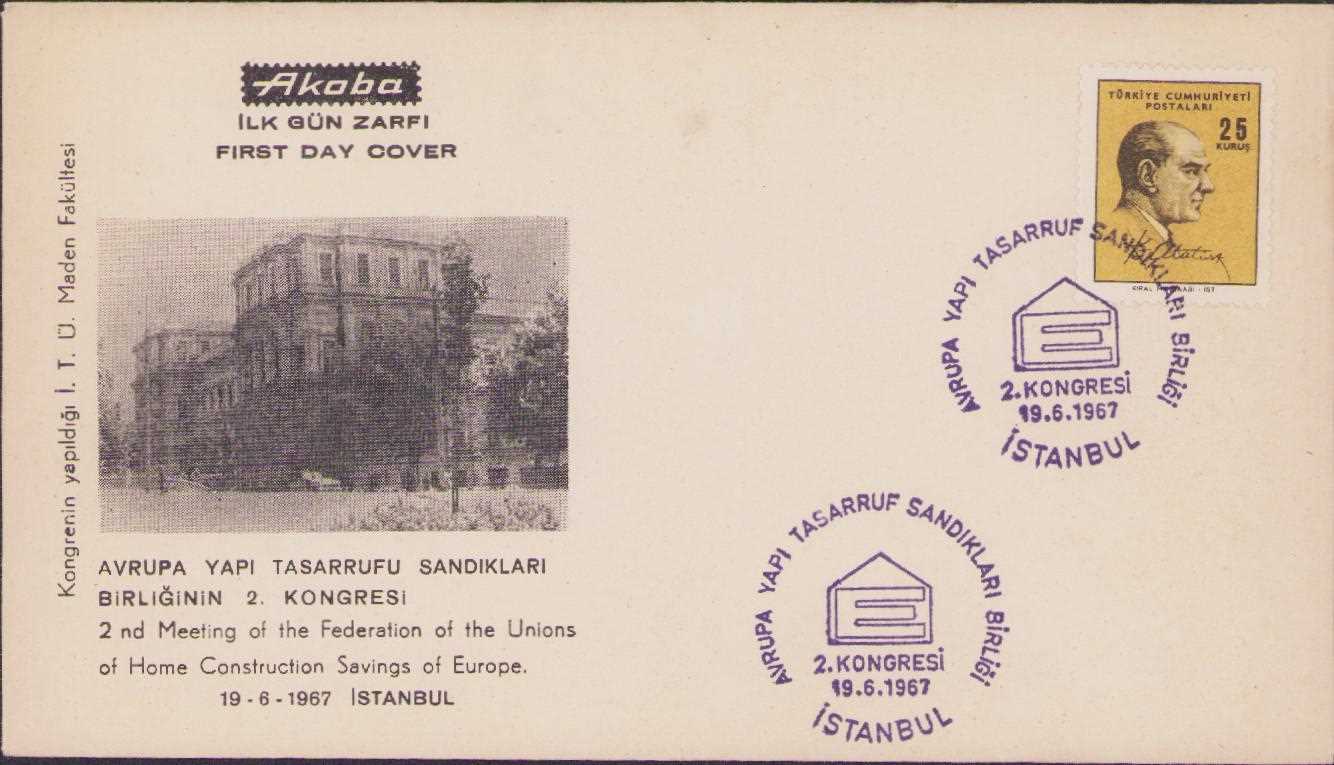 Akoba
İLK GÜN ZARFI
FIRST DAY COVER
Kongrenin yapıldığı İ. T. Ü. Maden Fakültesi
AVRUPA YAPI TASARRUFU SANDIKLARI
BİRLİĞİNİN 2. KONGRESİ
2 nd Meeting of the Federation of the Unions
of Home Construction Savings of Europe.
19 - 6 - 1967 İSTANBUL
TÜRKİYE CUMHURİYETİ
POSTALARI
25
KURUŞ
K. Atatürk
AVRUPA YAPI TASARRUF SANDIKLARI BİRLİĞİ
2.KONGRESİ
19.6.1967
İSTANBUL
AVRUPA YAPI TASARRUF SANDIKLARI BİRLİĞİ
2.KONGRESİ
19.6.1967
İSTANBUL